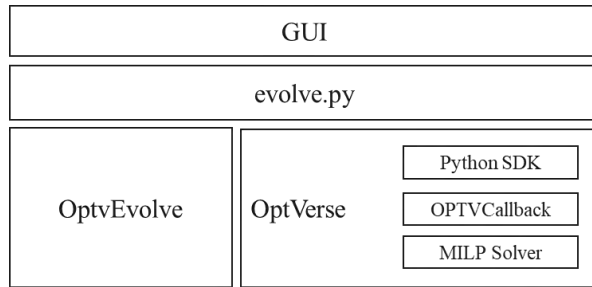 GUI
evolve.py
OptvEvolve
OptVerse
Python SDK
OPTVCallback
MILP Solver